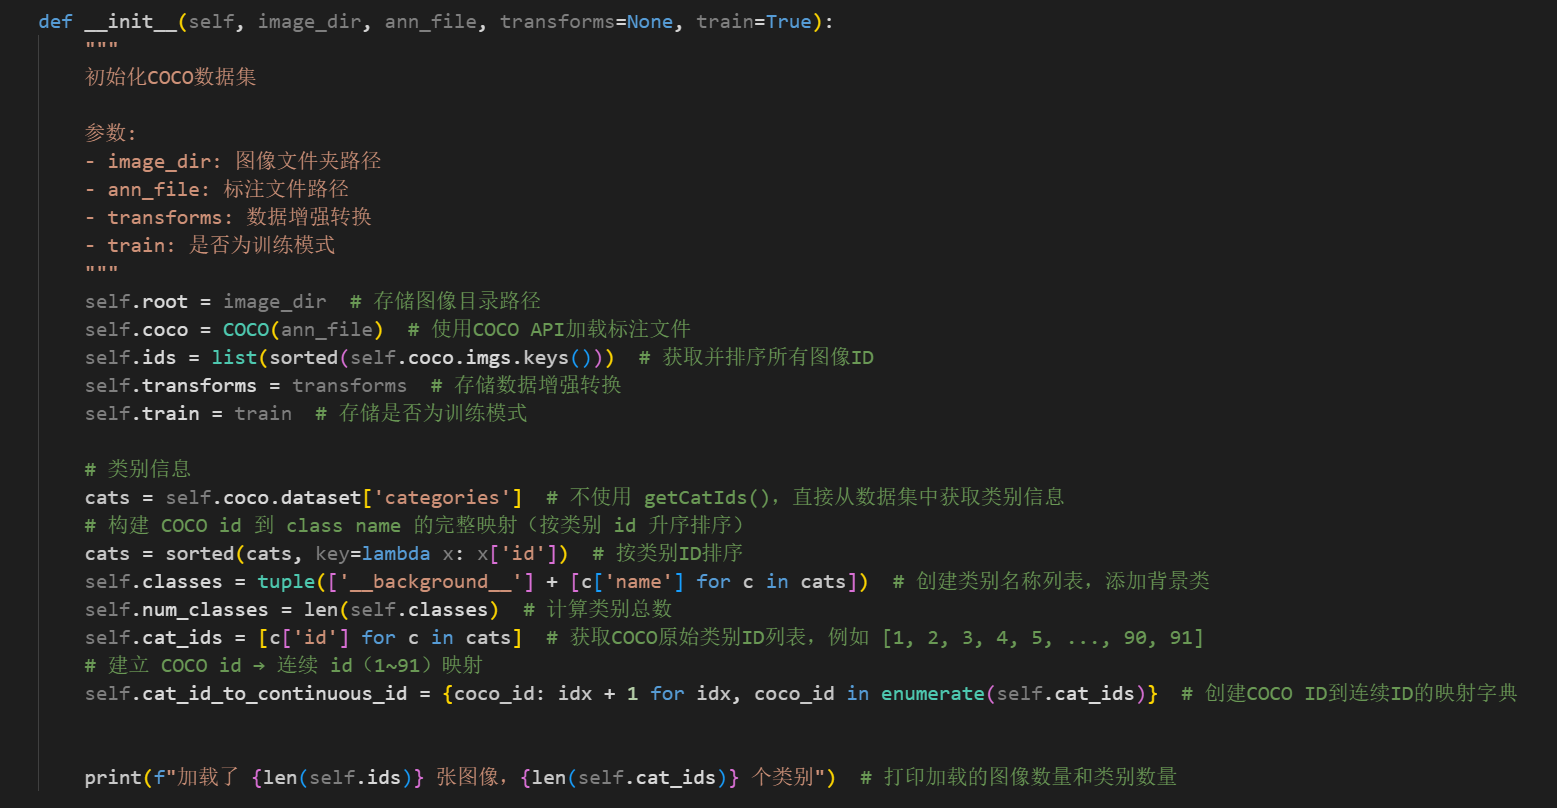 def __init__(self, image_dir, ann_file, transforms=None, train=True):
"""
初始化COCO数据集
参数:
- image_dir: 图像文件夹路径
- ann_file: 标注文件路径
- transforms: 数据增强转换
- train: 是否为训练模式
"""
self.root = image_dir  # 存储图像目录路径
self.coco = COCO(ann_file)  # 使用COCO API加载标注文件
self.ids = list(sorted(self.coco.imgs.keys()))  # 获取并排序所有图像ID
self.transforms = transforms  # 存储数据增强转换
self.train = train  # 存储是否为训练模式
# 类别信息
cats = self.coco.dataset['categories']  # 不使用 getCatIds()，直接从数据集中获取类别信息
# 构建 COCO id 到 class name 的完整映射（按类别 id 升序排序）
cats = sorted(cats, key=lambda x: x['id'])  # 按类别ID排序
self.classes = tuple(['__background__'] + [c['name'] for c in cats])  # 创建类别名称列表，添加背景类
self.num_classes = len(self.classes)  # 计算类别总数
self.cat_ids = [c['id'] for c in cats]  # 获取COCO原始类别ID列表，例如 [1, 2, 3, 4, 5, ..., 90, 91]
# 建立 COCO id → 连续 id（1~91）映射
self.cat_id_to_continuous_id = {coco_id: idx + 1 for idx, coco_id in enumerate(self.cat_ids)}  # 创建COCO ID到连续ID的映射字典
print(f"加载了 {len(self.ids)} 张图像，{len(self.cat_ids)} 个类别")  # 打印加载的图像数量和类别数量